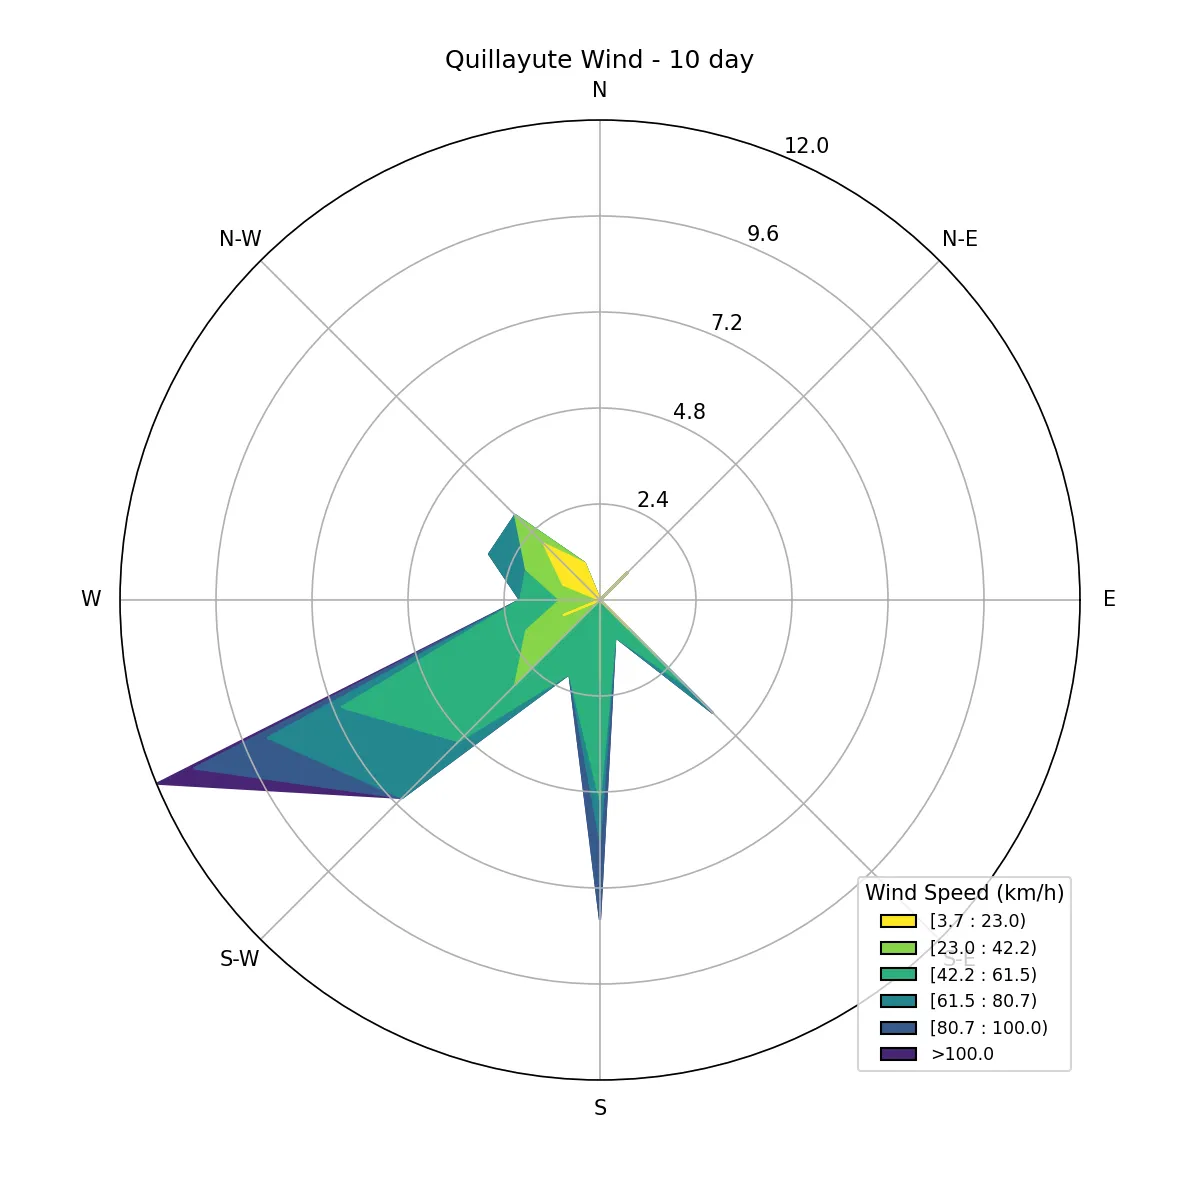 Quillayute Wind - 10 day
N
12.0
N-W
9.6
N-E
7.2
4.8
2.4
W
E
S-W
S-E
S
Wind Speed (km/h)
[3.7 : 23.0)
[23.0 : 42.2)
[42.2 : 61.5)
[61.5 : 80.7)
[80.7 : 100.0)
>100.0